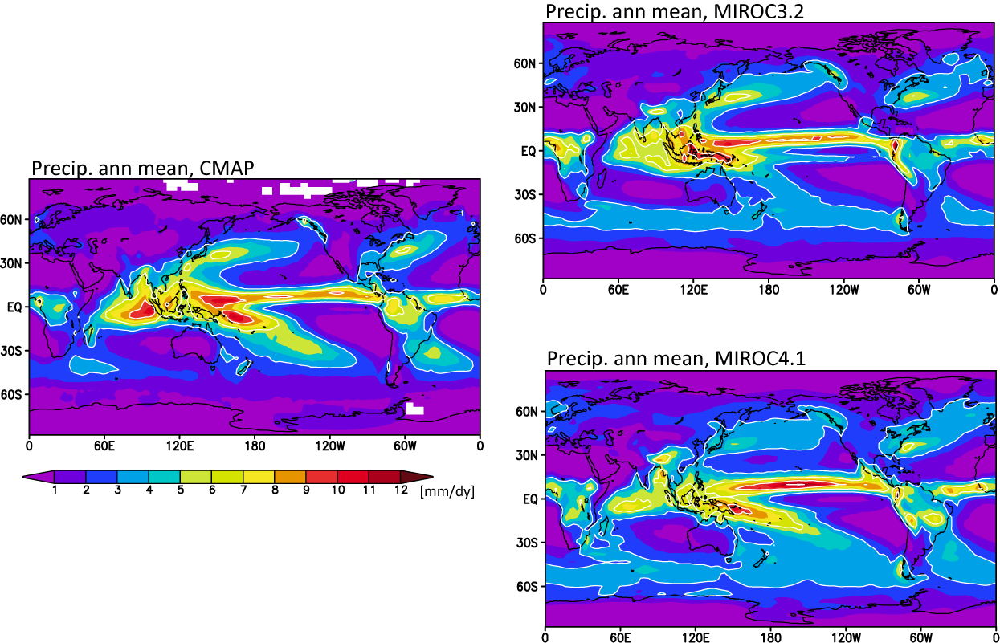 Precip. ann mean, MIROC3.2
60N
30N
EQ
30S
60S
0 60E 120E 180 120W 60W 0
Precip. ann mean, CMAP
60N
30N
EQ
30S
60S
0 60E 120E 180 120W 60W 0
1 2 3 4 5 6 7 8 9 10 11 12 [mm/dy]
Precip. ann mean, MIROC4.1
60N
30N
EQ
30S
60S
0 60E 120E 180 120W 60W 0